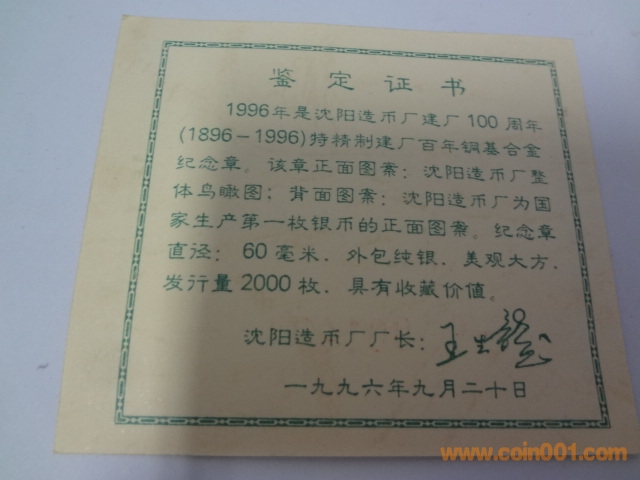 鉴定证书
1996年是沈阳造币厂建厂100周年
(1896-1996)特精制建厂百年铜基合金
纪念章。该章正面图案：沈阳造币厂整
体鸟瞰图；背面图案：沈阳造币厂为国
家生产第一枚银币的正面图案。纪念章
直径：60毫米、外包纯银、美观大方、
发行量2000枚、具有收藏价值。
沈阳造币厂厂长：王
一九九六年九月二十日
www.coin001.com